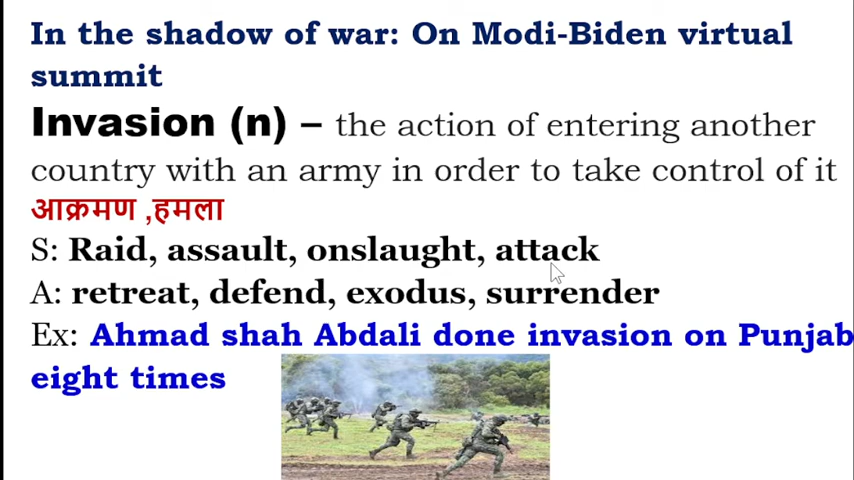 In the shadow of war: On Modi-Biden virtual
summit
Invasion (n) – the action of entering another
country with an army in order to take control of it
आक्रमण ,हमला
S: Raid, assault, onslaught, attack
A: retreat, defend, exodus, surrender
Ex: Ahmad shah Abdali done invasion on Punjab
eight times